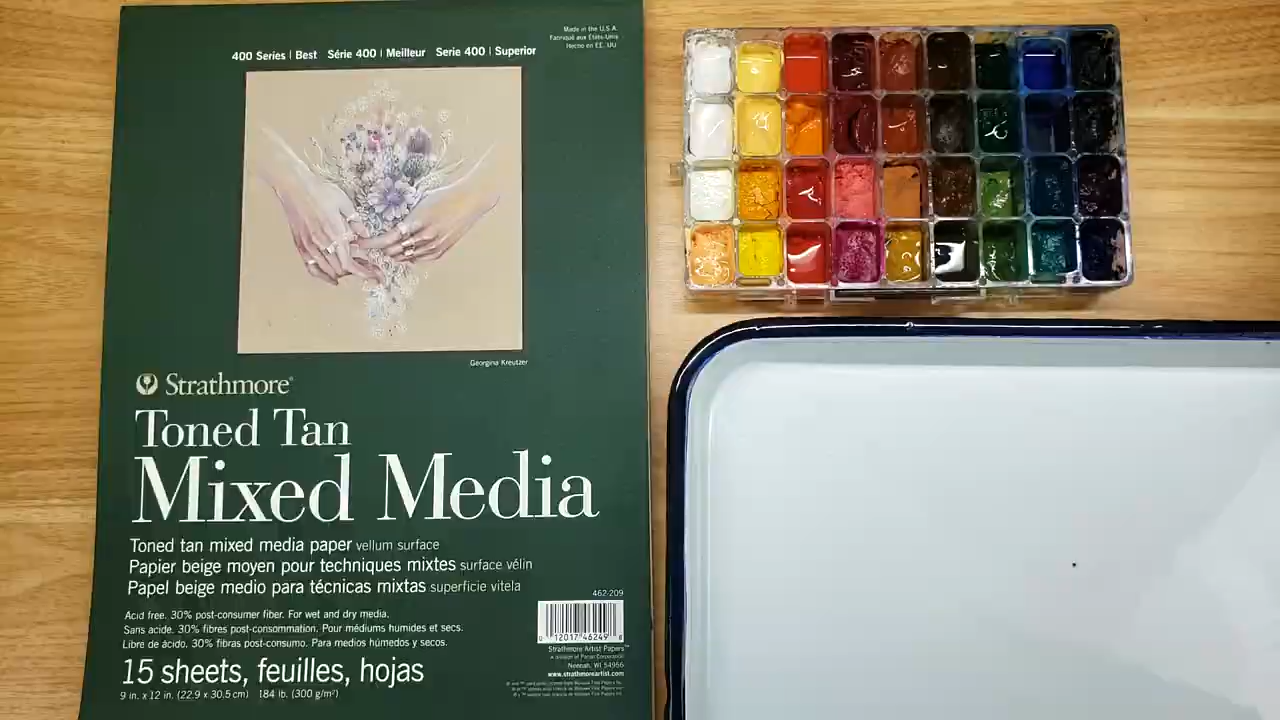 Made in the U.S.A.
Fabriqué aux États-Unis
Hecho en EE. UU.
400 Series | Best Série 400 | Meilleur Serie 400 | Superior
Georgina Kreutzer
Strathmore®
Toned Tan
Mixed Media
Toned tan mixed media paper vellum surface
Papier beige moyen pour techniques mixtes surface vélin
Papel beige medio para técnicas mixtas superficie vitela
462-209
Acid free. 30% post-consumer fiber. For wet and dry media.
Sans acide. 30% fibres post-consommation. Pour médiums humides et secs.
Libre de ácido. 30% fibras post-consumo. Para medios húmedos y secos.
0 12017 46249 8
15 sheets, feuilles, hojas
9 in. x 12 in. (22.9 x 30.5 cm) 184 lb. (300 g/m²)
Strathmore Artist Papers™
Neenah, WI 54956
www.strathmoreartist.com